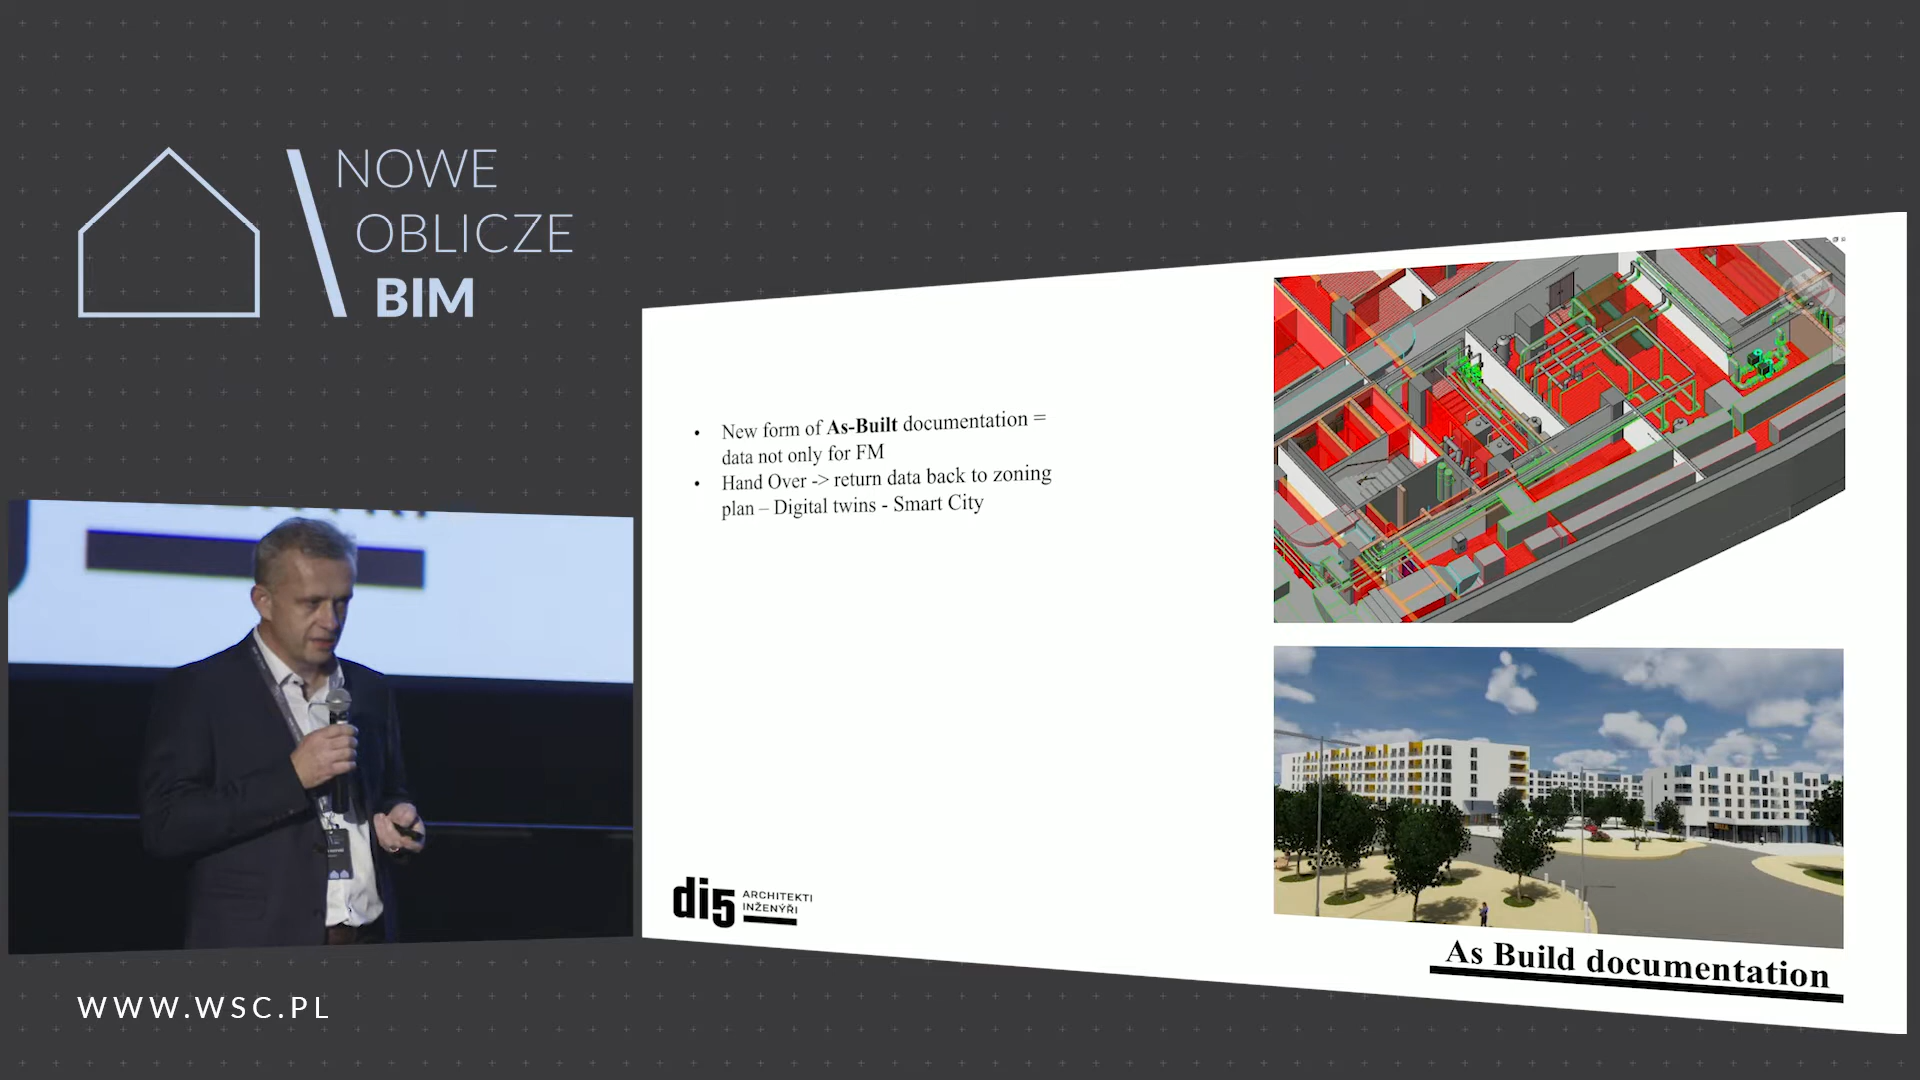 NOWE
OBLICZE
BIM
• New form of As-Built documentation =
data not only for FM
• Hand Over -> return data back to zoning
plan – Digital twins - Smart City
di5 ARCHITEKTI
INŽENÝŘI
As Build documentation
WWW.WSC.PL